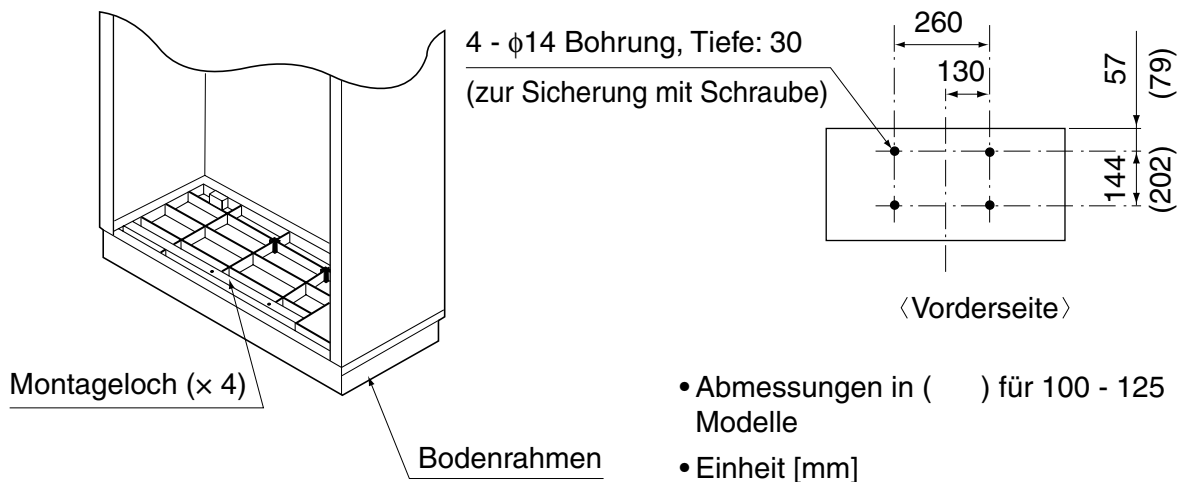 4 - ϕ14 Bohrung, Tiefe: 30
(zur Sicherung mit Schraube)
260
130
57
(79)
144
(202)
〈Vorderseite〉
Montageloch (× 4)
Bodenrahmen
• Abmessungen in ( ) für 100 - 125
Modelle
• Einheit [mm]